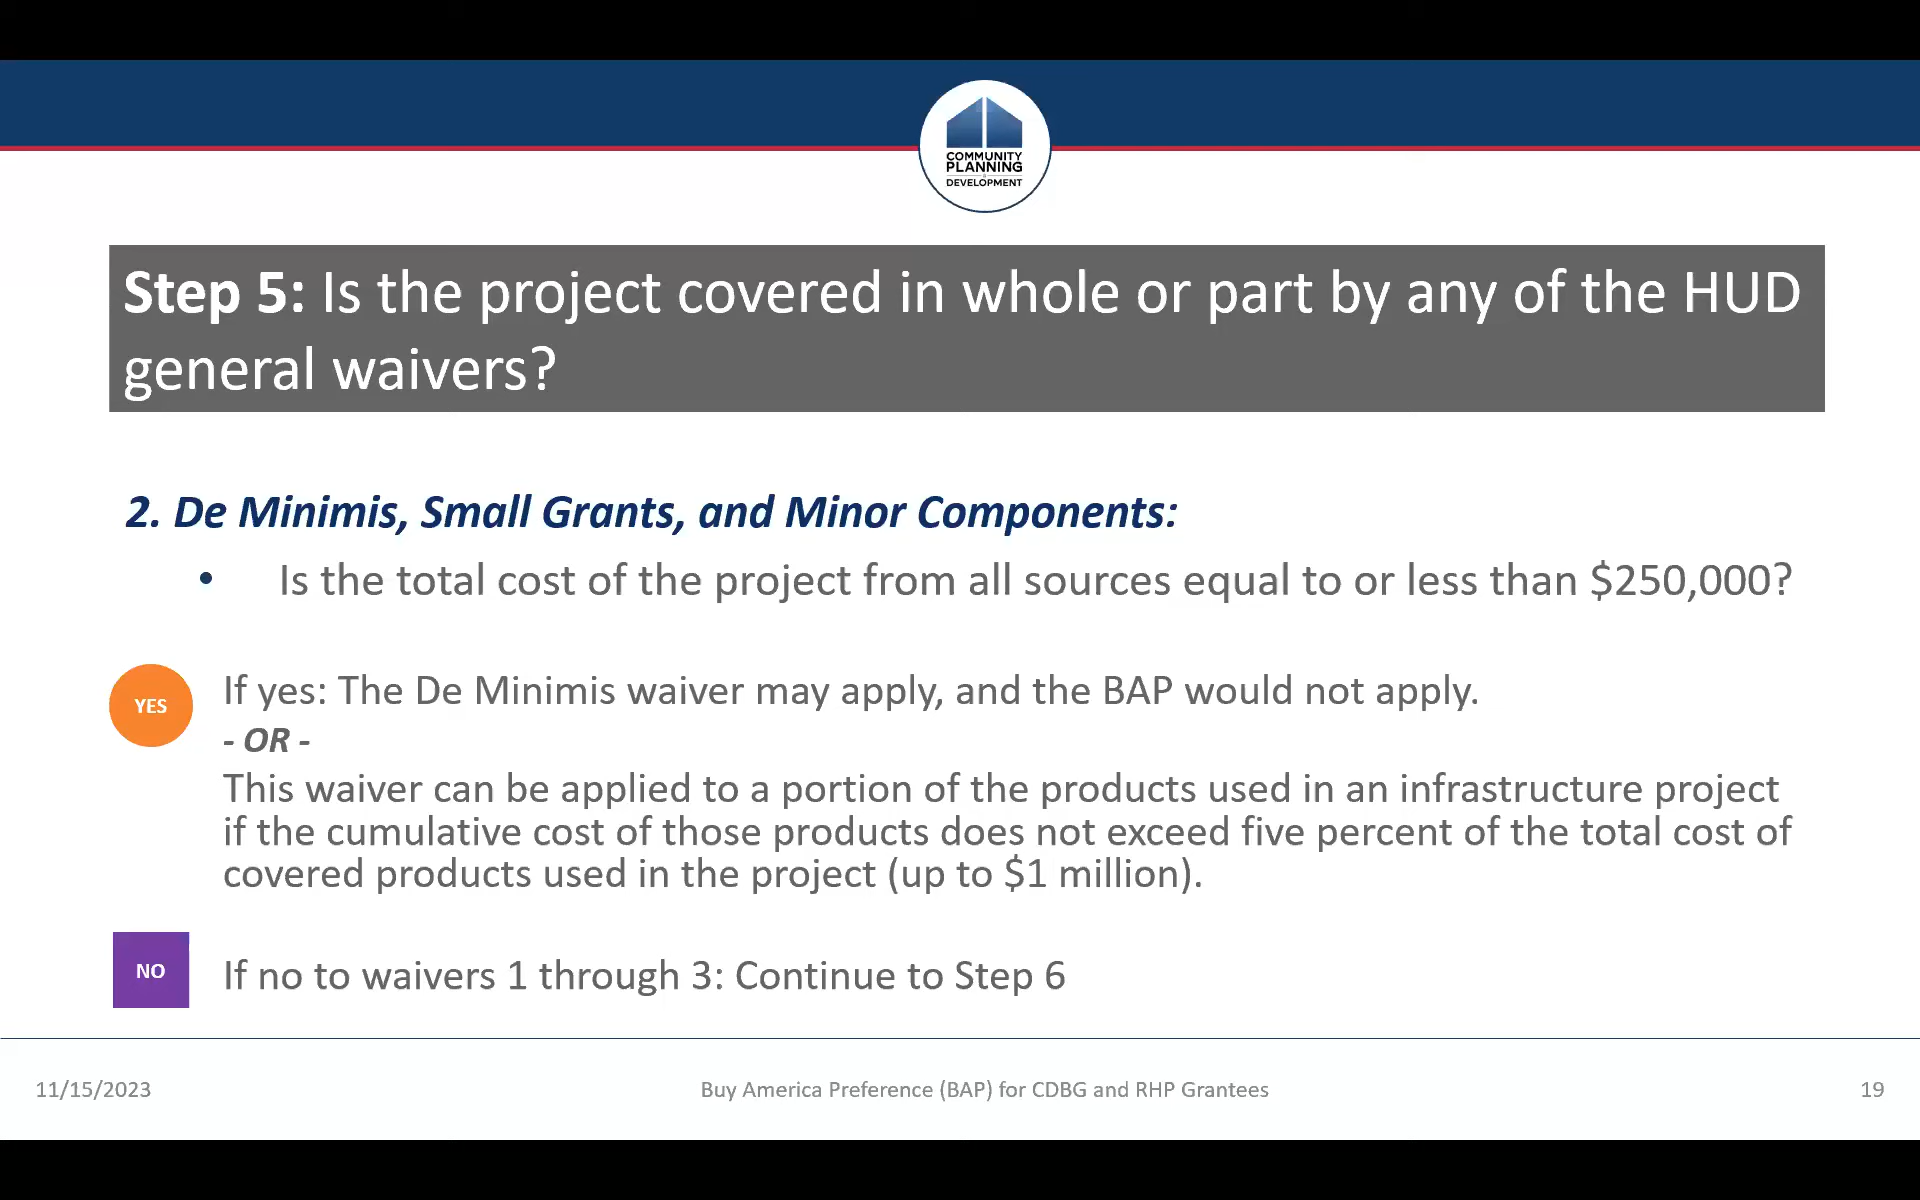 COMMUNITY
PLANNING
DEVELOPMENT
Step 5: Is the project covered in whole or part by any of the HUD
general waivers?
2. De Minimis, Small Grants, and Minor Components:
• Is the total cost of the project from all sources equal to or less than $250,000?
YES
If yes: The De Minimis waiver may apply, and the BAP would not apply.
- OR -
This waiver can be applied to a portion of the products used in an infrastructure project
if the cumulative cost of those products does not exceed five percent of the total cost of
covered products used in the project (up to $1 million).
NO
If no to waivers 1 through 3: Continue to Step 6
11/15/2023
Buy America Preference (BAP) for CDBG and RHP Grantees
19